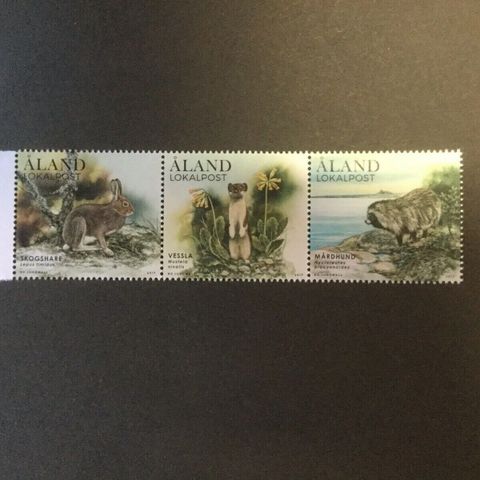 ÅLAND
LOKALPOST
SKOGSHARE
Lepus timidus
ÅLAND
LOKALPOST
VESSLA
Mustela
nivalis
ÅLAND
LOKALPOST
MÅRDHUND
Nyctereutes
procyonoides